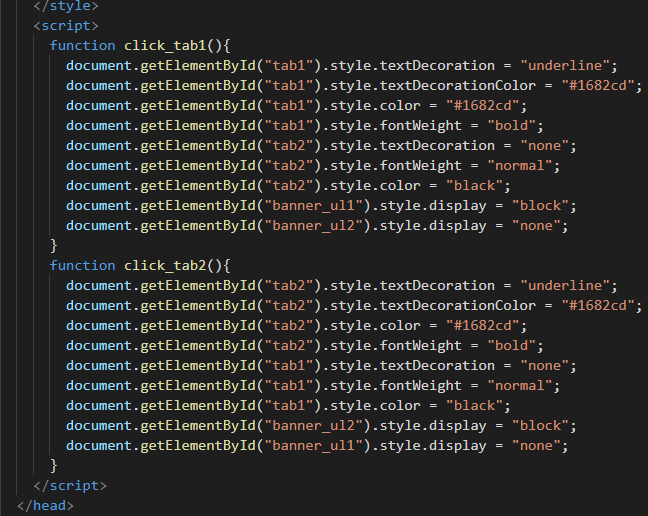 </style>
<script>
function click_tab1(){
document.getElementById("tab1").style.textDecoration = "underline";
document.getElementById("tab1").style.textDecorationColor = "#1682cd";
document.getElementById("tab1").style.color = "#1682cd";
document.getElementById("tab1").style.fontWeight = "bold";
document.getElementById("tab2").style.textDecoration = "none";
document.getElementById("tab2").style.fontWeight = "normal";
document.getElementById("tab2").style.color = "black";
document.getElementById("banner_ul1").style.display = "block";
document.getElementById("banner_ul2").style.display = "none";
}
function click_tab2(){
document.getElementById("tab2").style.textDecoration = "underline";
document.getElementById("tab2").style.textDecorationColor = "#1682cd";
document.getElementById("tab2").style.color = "#1682cd";
document.getElementById("tab2").style.fontWeight = "bold";
document.getElementById("tab1").style.textDecoration = "none";
document.getElementById("tab1").style.fontWeight = "normal";
document.getElementById("tab1").style.color = "black";
document.getElementById("banner_ul2").style.display = "block";
document.getElementById("banner_ul1").style.display = "none";
}
</script>
</head>